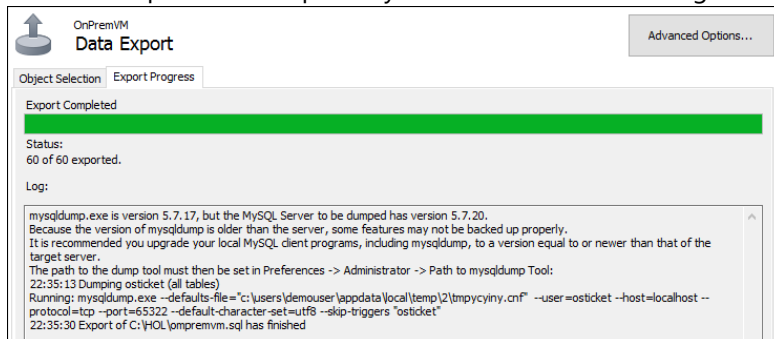 OnPremVM
Data Export
Advanced Options...
Object Selection Export Progress
Export Completed
Status:
60 of 60 exported.
Log:
mysqldump.exe is version 5.7.17, but the MySQL Server to be dumped has version 5.7.20.
Because the version of mysqldump is older than the server, some features may not be backed up properly.
It is recommended you upgrade your local MySQL client programs, including mysqldump, to a version equal to or newer than that of the
target server.
The path to the dump tool must then be set in Preferences -> Administrator -> Path to mysqldump Tool:
22:35:13 Dumping osticket (all tables)
Running: mysqldump.exe --defaults-file="c:\users\demouser\appdata\local\temp\2\tmpycyiny.cnf" --user=osticket --host=localhost --
protocol=tcp --port=65322 --default-character-set=utf8 --skip-triggers "osticket"
22:35:30 Export of C:\HOL\ompremvm.sql has finished